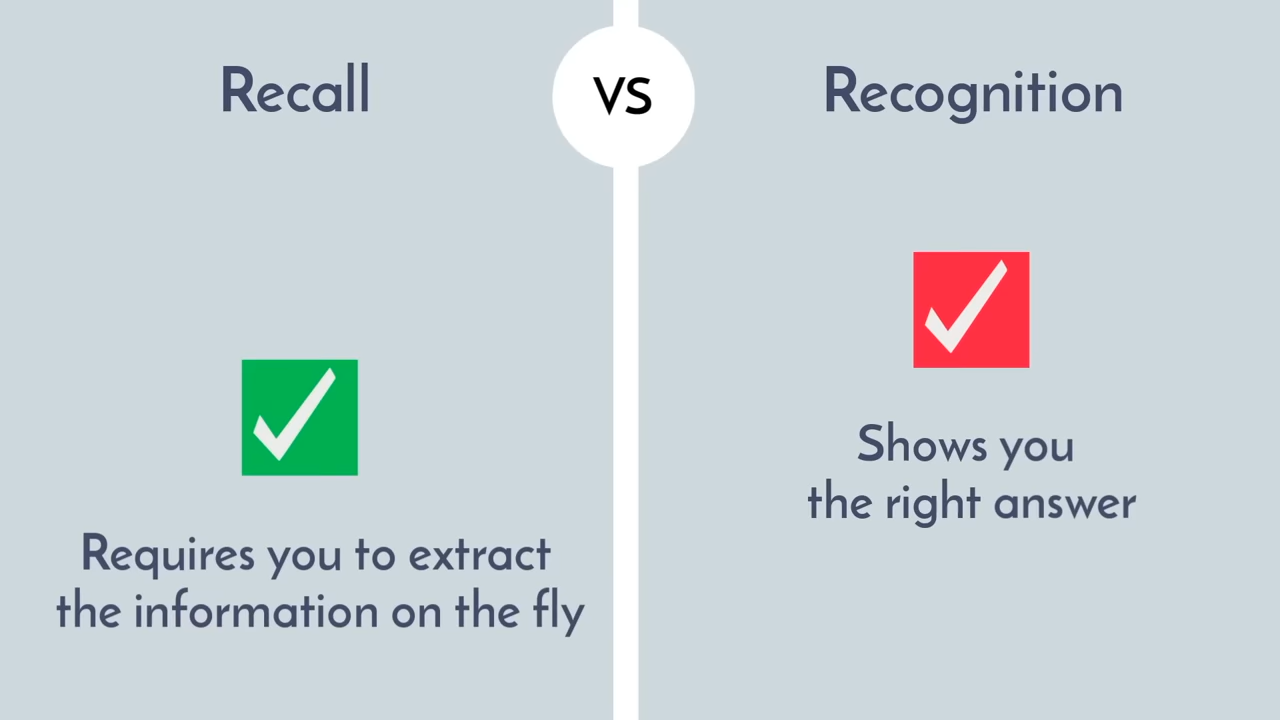 Recall
VS
Recognition
Requires you to extract
the information on the fly
Shows you
the right answer